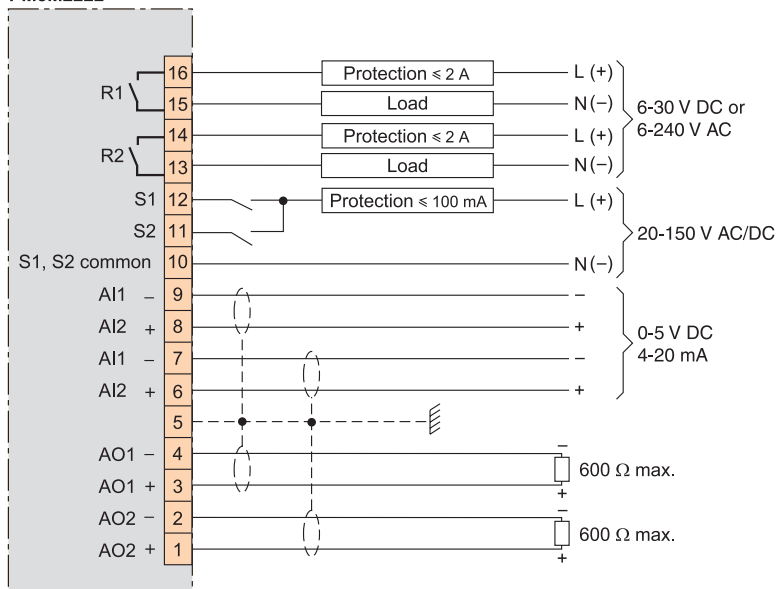 16 Protection ≤ 2 A L (+)
R1
15 Load N(−)
6-30 V DC or
6-240 V AC
14 Protection ≤ 2 A L (+)
R2
13 Load N(−)
S1 12 Protection ≤ 100 mA L (+)
S2 11
20-150 V AC/DC
S1, S2 common 10 N(−)
AI1 − 9 −
AI2 + 8 +
0-5 V DC
4-20 mA
AI1 − 7 −
AI2 + 6 +
5
AO1 − 4 −
600 Ω max.
AO1 + 3 +
AO2 − 2 −
600 Ω max.
AO2 + 1 +